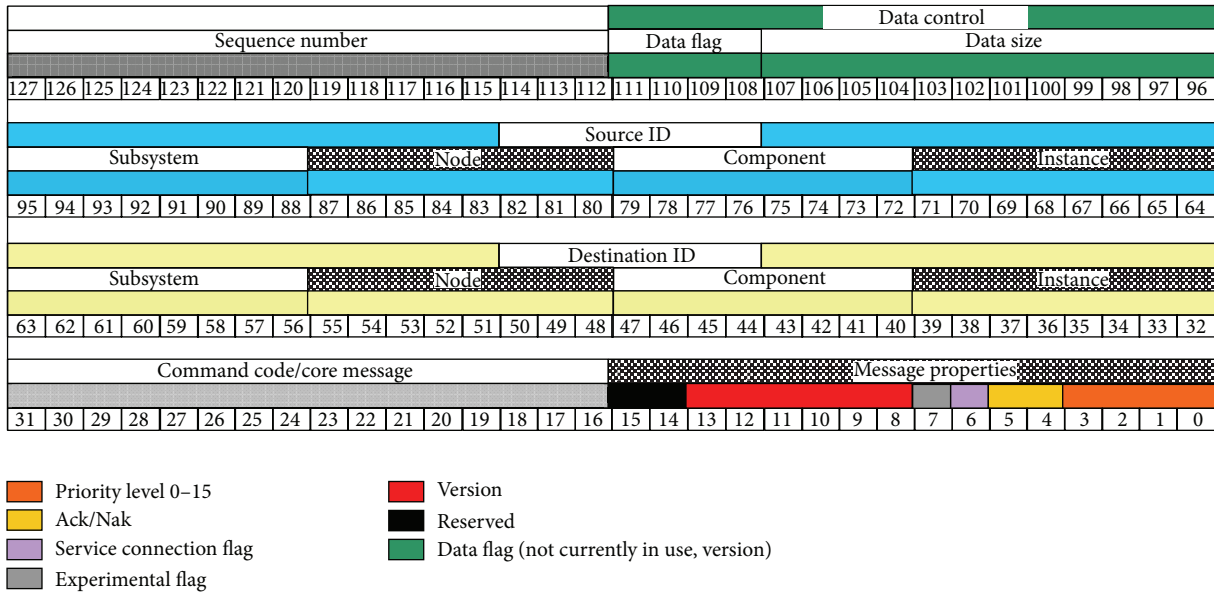 Data control
Sequence number Data flag Data size
127 126 125 124 123 122 121 120 119 118 117 116 115 114 113 112 111 110 109 108 107 106 105 104 103 102 101 100 99 98 97 96
Source ID
Subsystem Node Component Instance
95 94 93 92 91 90 89 88 87 86 85 84 83 82 81 80 79 78 77 76 75 74 73 72 71 70 69 68 67 66 65 64
Destination ID
Subsystem Node Component Instance
63 62 61 60 59 58 57 56 55 54 53 52 51 50 49 48 47 46 45 44 43 42 41 40 39 38 37 36 35 34 33 32
Command code/core message Message properties
31 30 29 28 27 26 25 24 23 22 21 20 19 18 17 16 15 14 13 12 11 10 9 8 7 6 5 4 3 2 1 0
Priority level 0–15
Ack/Nak
Service connection flag
Experimental flag
Version
Reserved
Data flag (not currently in use, version)